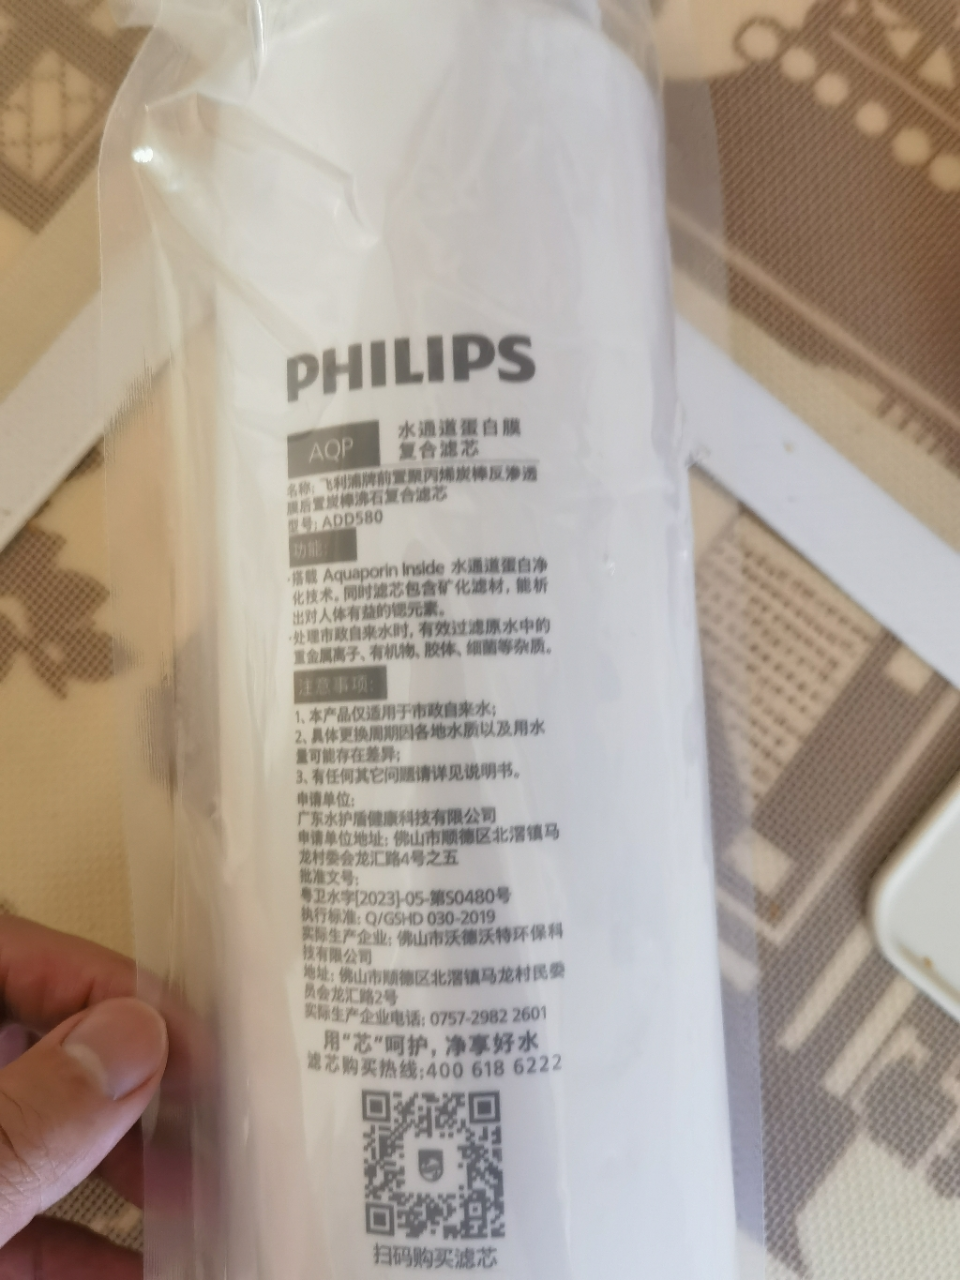 PHILIPS
AQP
水通道蛋白膜
复合滤芯
名称: 飞利浦牌前置聚丙烯炭棒反渗透
膜后置炭棒沸石复合滤芯
型号: ADD580
功能:
·搭载 Aquaporin Inside 水通道蛋白净
化技术。同时滤芯包含矿化滤材，能析
出对人体有益的锶元素。
·处理市政自来水时, 有效过滤原水中的
重金属离子、有机物、胶体、细菌等杂质。
注意事项:
1、本产品仅适用于市政自来水;
2、具体更换周期因各地水质以及用水
量可能存在差异;
3、有任何其它问题请详见说明书。
申请单位:
广东水护盾健康科技有限公司
申请单位地址: 佛山市顺德区北滘镇马
龙村委会龙汇路4号之五
批准文号:
粤卫水字[2023]-05-第S0480号
执行标准: Q/GSHD 030-2019
实际生产企业: 佛山市沃德沃特环保科
技有限公司
地址: 佛山市顺德区北滘镇马龙村民委
员会龙汇路2号
实际生产企业电话: 0757-2982 2601
用“芯”呵护, 净享好水
滤芯购买热线:400 618 6222
扫码购买滤芯